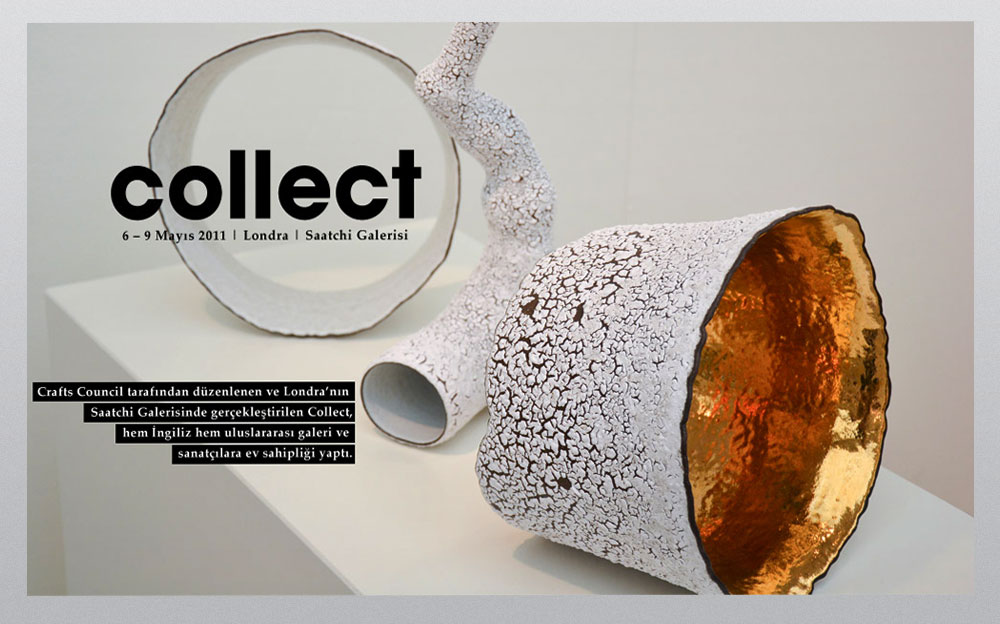 collect
6 – 9 Mayıs 2011 | Londra | Saatchi Galerisi
Crafts Council tarafından düzenlenen ve Londra’nın
Saatchi Galerisinde gerçekleştirilen Collect,
hem İngiliz hem uluslararası galeri ve
sanatçılara ev sahipliği yaptı.